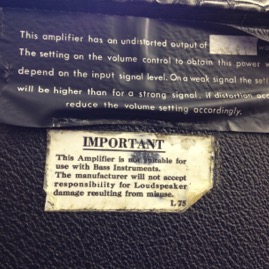 This amplifier has an undistorted output of
The setting on the volume control to obtain this power w
depend on the input signal level. On a weak signal the sett
will be higher than for a strong signal. If distortion acc
reduce the volume setting accordingly.
IMPORTANT
This Amplifier is not suitable for
use with Bass Instruments.
The manufacturer will not accept
responsibility for Loudspeaker
damage resulting from misuse.
L 75